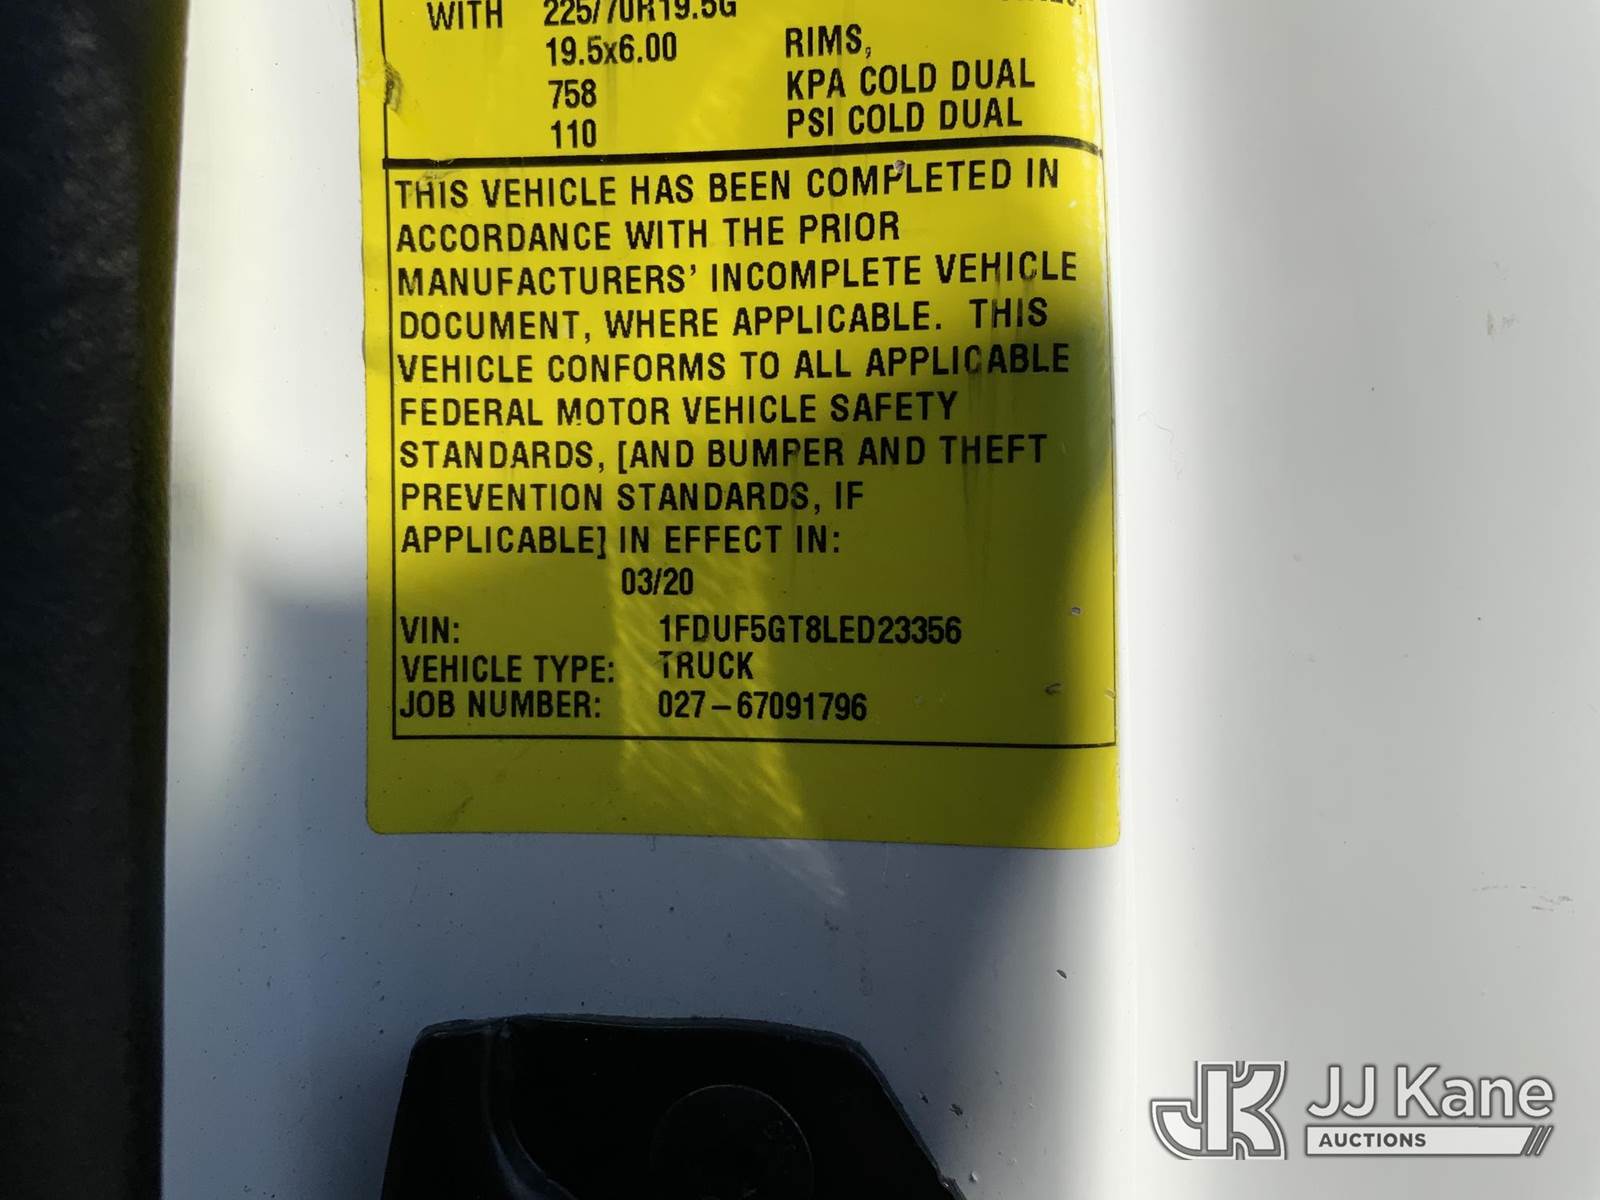 WITH 225/70R19.5G
19.5x6.00 RIMS,
758 KPA COLD DUAL
110 PSI COLD DUAL
THIS VEHICLE HAS BEEN COMPLETED IN
ACCORDANCE WITH THE PRIOR
MANUFACTURERS' INCOMPLETE VEHICLE
DOCUMENT, WHERE APPLICABLE. THIS
VEHICLE CONFORMS TO ALL APPLICABLE
FEDERAL MOTOR VEHICLE SAFETY
STANDARDS, [AND BUMPER AND THEFT
PREVENTION STANDARDS, IF
APPLICABLE] IN EFFECT IN:
03/20
VIN: 1FDUF5GT8LED23356
VEHICLE TYPE: TRUCK
JOB NUMBER: 027-67091796
JK JJ Kane
AUCTIONS